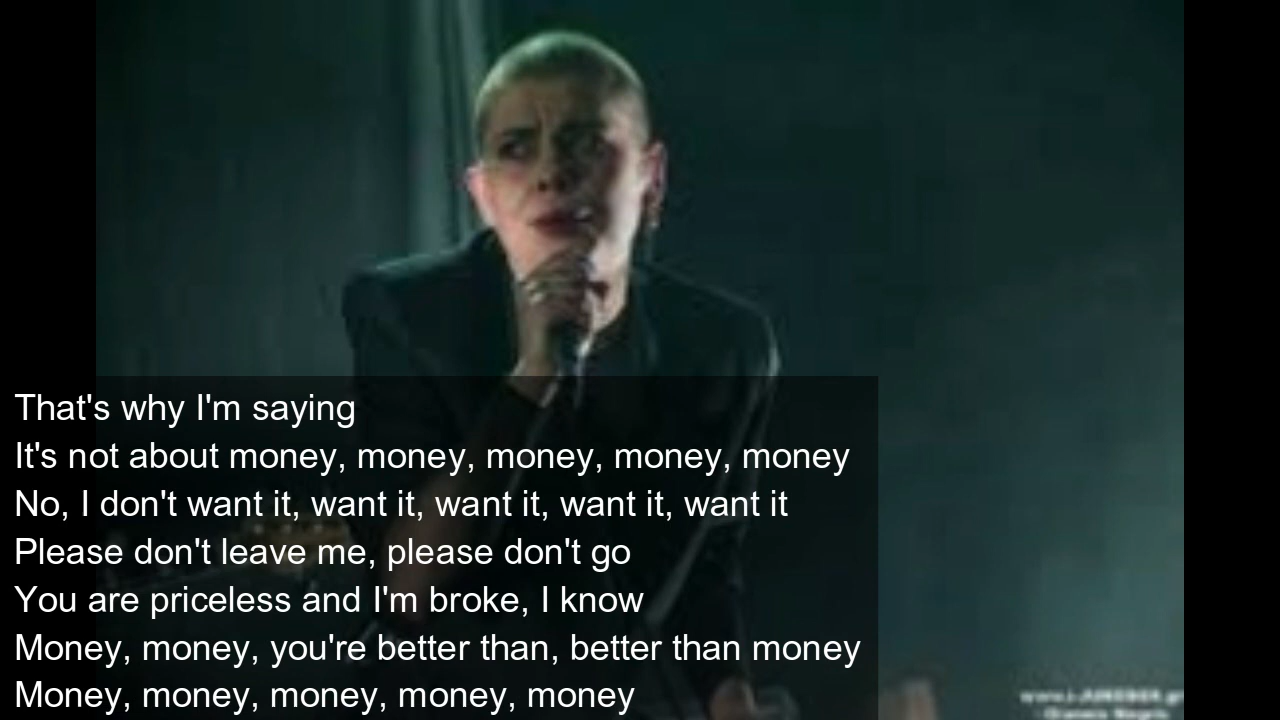 That's why I'm saying
It's not about money, money, money, money, money
No, I don't want it, want it, want it, want it, want it
Please don't leave me, please don't go
You are priceless and I'm broke, I know
Money, money, you're better than, better than money
Money, money, money, money, money